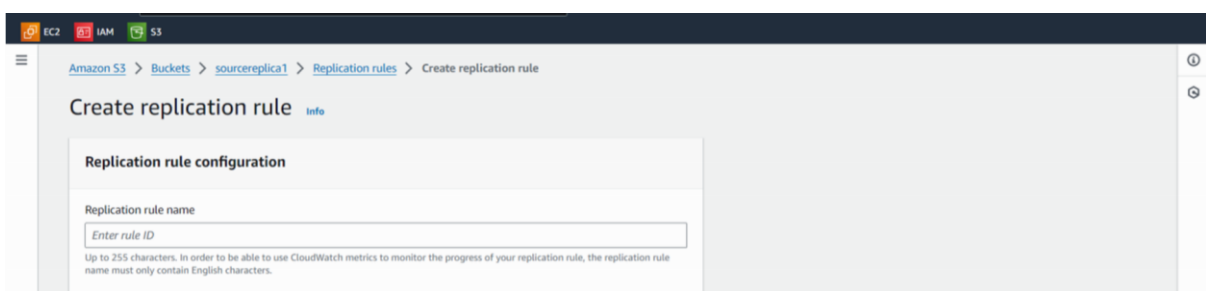 EC2 IAM S3
Amazon S3 > Buckets > sourcereplica1 > Replication rules > Create replication rule
Create replication rule Info
Replication rule configuration
Replication rule name
Enter rule ID
Up to 255 characters. In order to be able to use CloudWatch metrics to monitor the progress of your replication rule, the replication rule
name must only contain English characters.